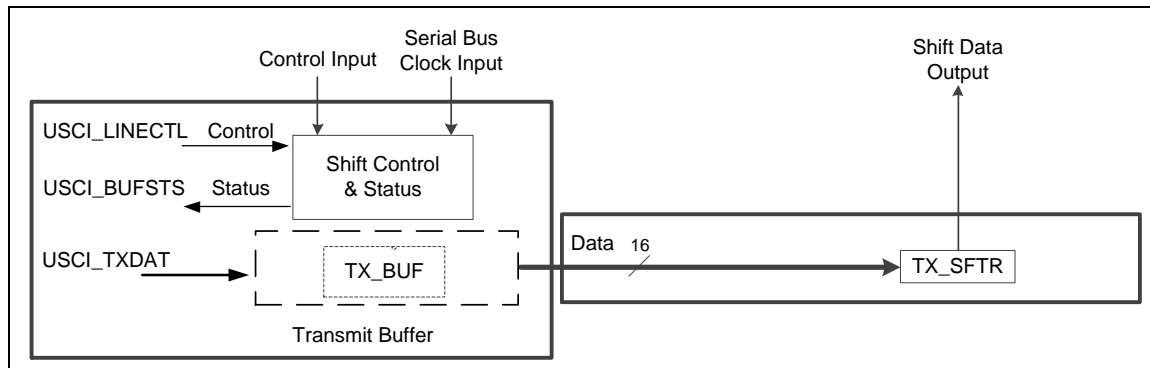 Serial Bus
Control Input Clock Input
Shift Data
Output
USCI_LINECTL Control
Shift Control
& Status
USCI_BUFSTS Status
USCI_TXDAT
TX_BUF
Data 16
TX_SFTR
Transmit Buffer